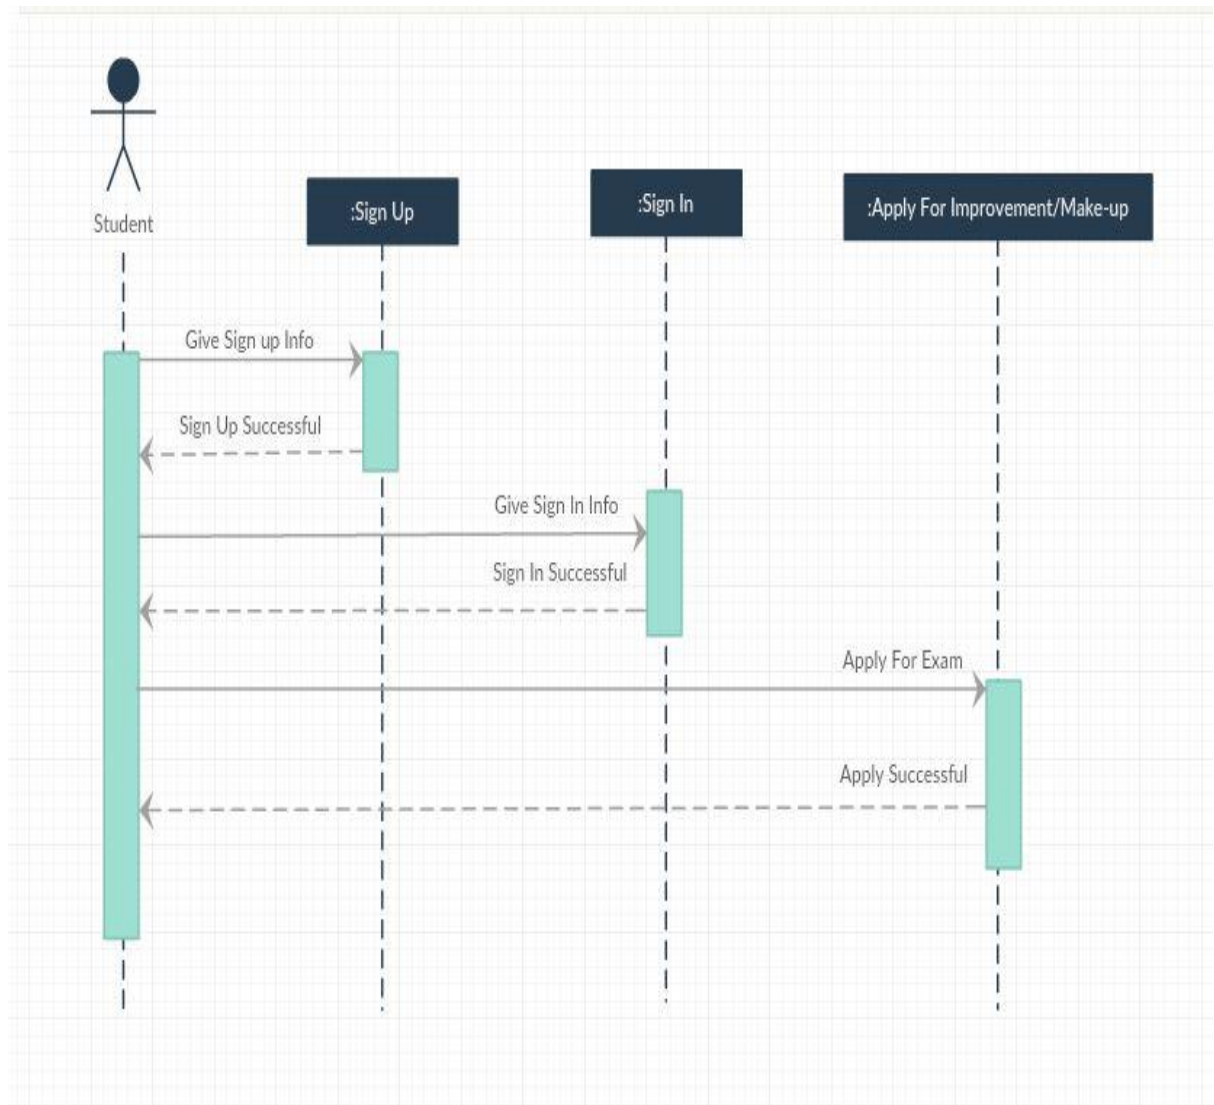 Student
:Sign Up
:Sign In
:Apply For Improvement/Make-up
Give Sign up Info
Sign Up Successful
Give Sign In Info
Sign In Successful
Apply For Exam
Apply Successful